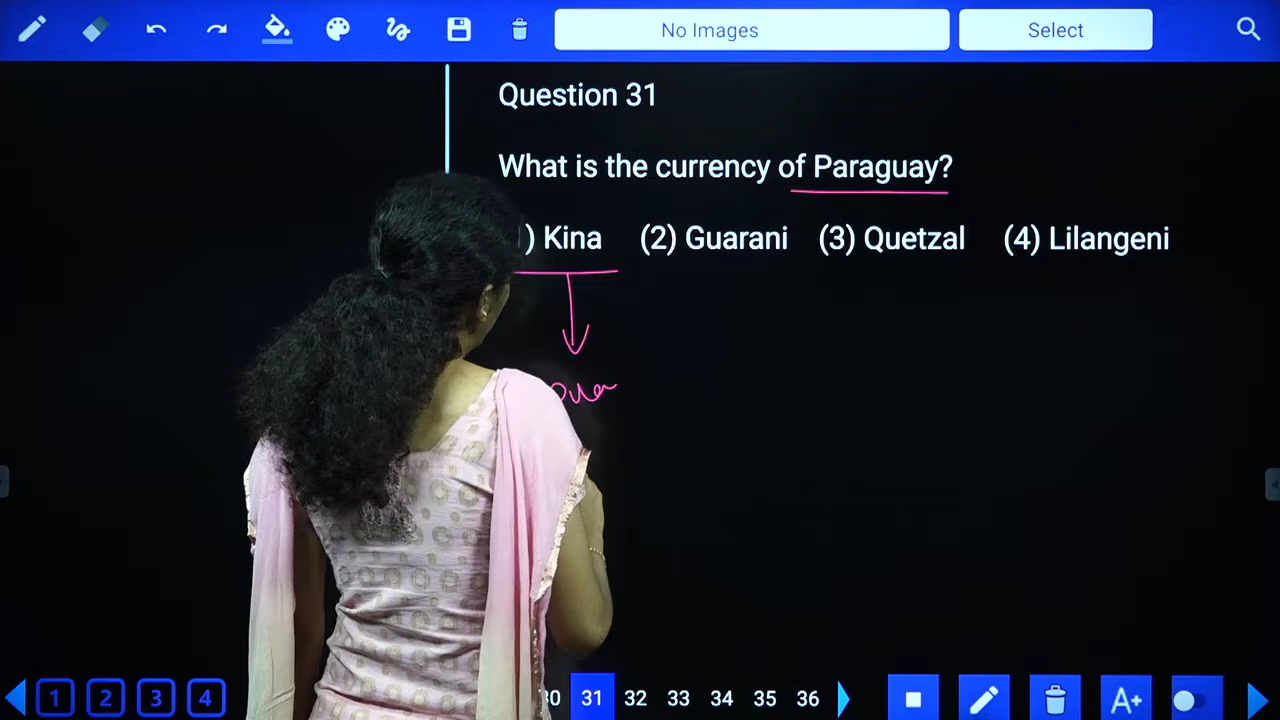 No Images
Select
Question 31
What is the currency of Paraguay?
) Kina (2) Guarani (3) Quetzal (4) Lilangeni
1 2 3 4
30 31 32 33 34 35 36
A+